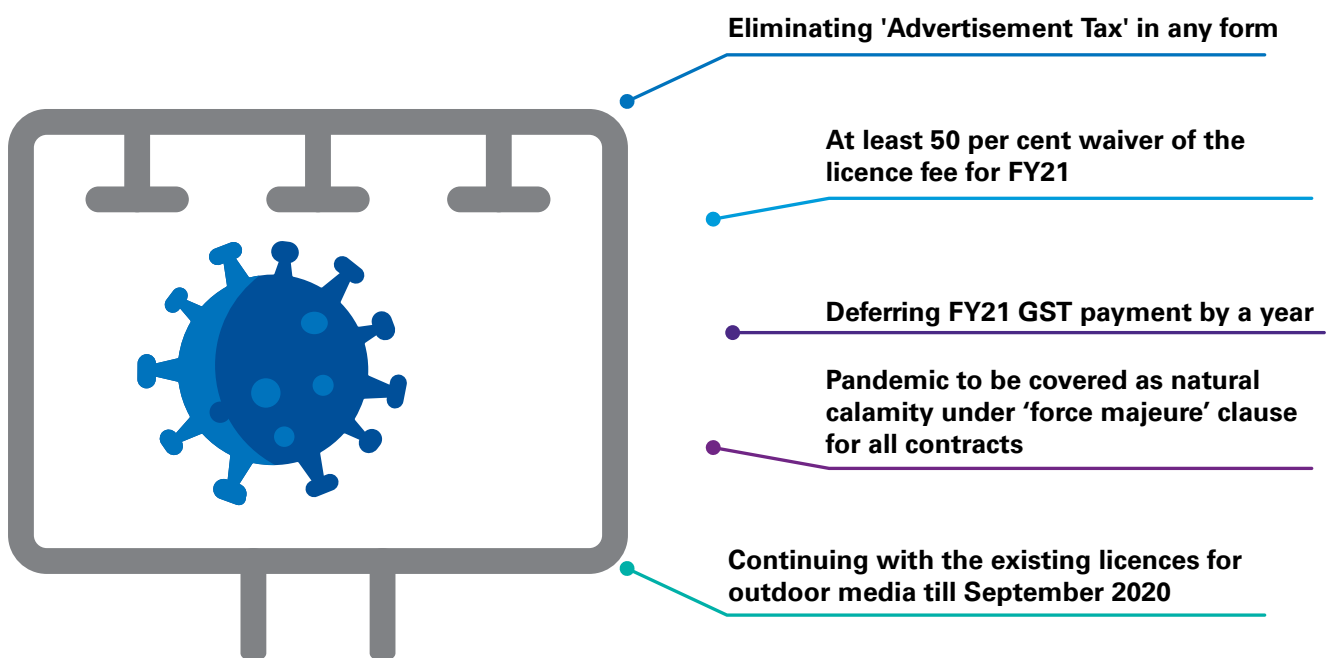 Eliminating 'Advertisement Tax' in any form
At least 50 per cent waiver of the
licence fee for FY21
Deferring FY21 GST payment by a year
Pandemic to be covered as natural
calamity under ‘force majeure’ clause
for all contracts
Continuing with the existing licences for
outdoor media till September 2020